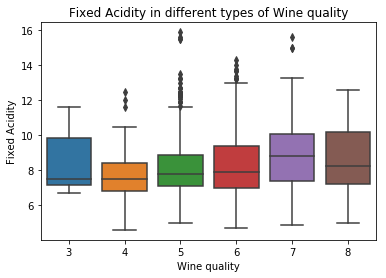 Fixed Acidity in different types of Wine quality
Fixed Acidity
16
14
12
10
8
6
3 4 5 6 7 8
Wine quality